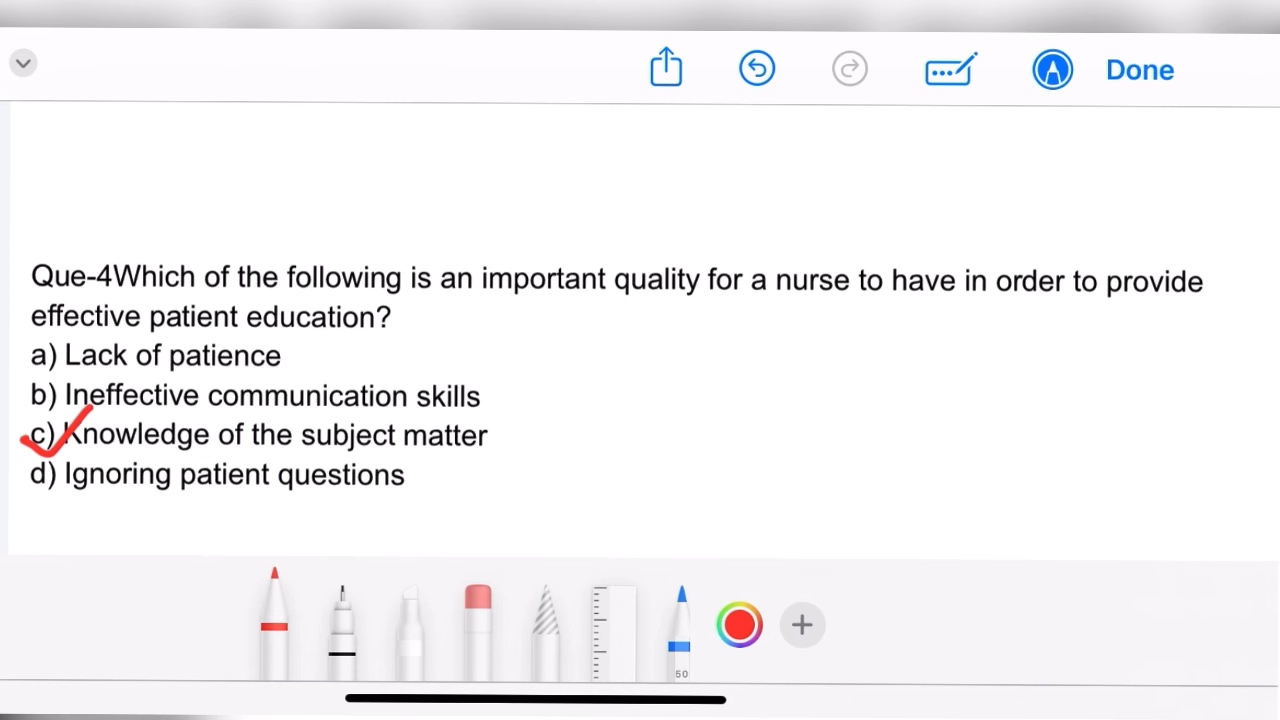 Done
Que-4Which of the following is an important quality for a nurse to have in order to provide
effective patient education?
a) Lack of patience
b) Ineffective communication skills
c) Knowledge of the subject matter
d) Ignoring patient questions
50